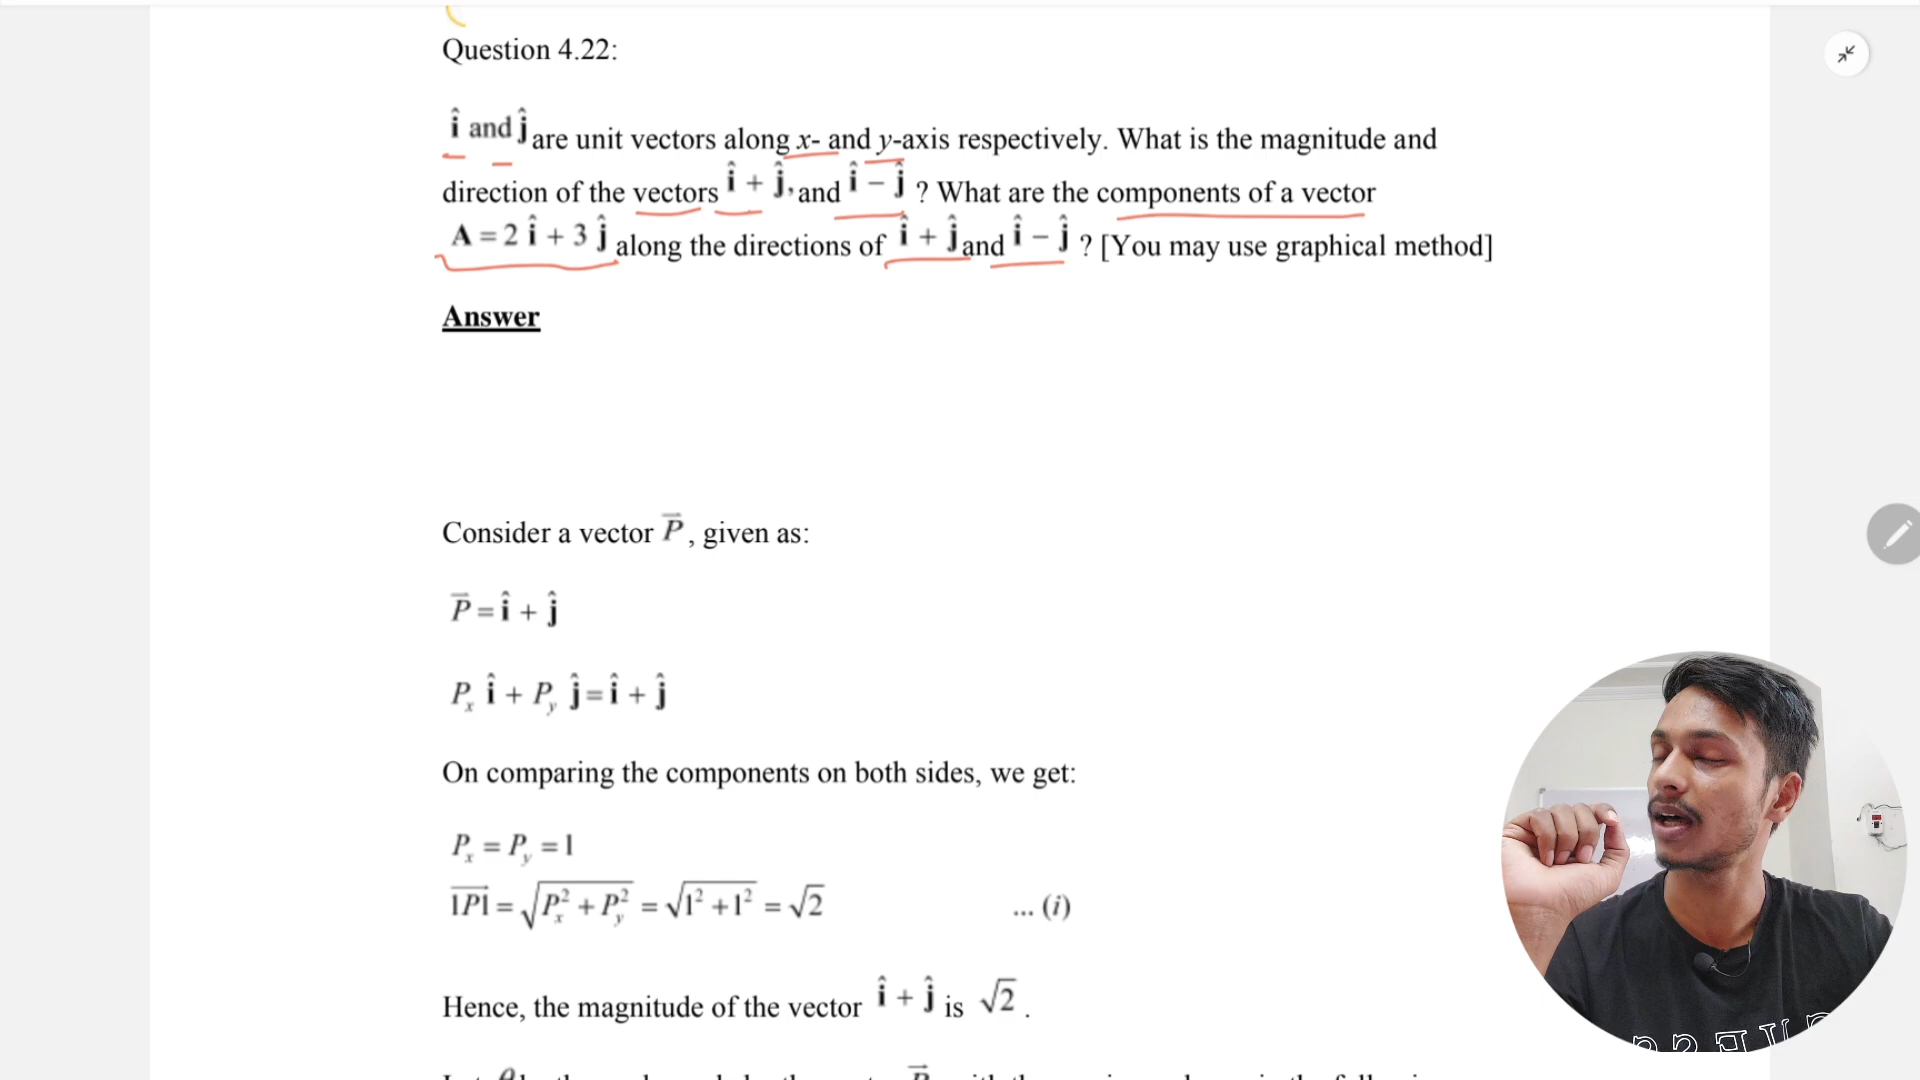 Question 4.22:
î and ĵ are unit vectors along x- and y-axis respectively. What is the magnitude and
direction of the vectors î + ĵ, and î − ĵ ? What are the components of a vector
A = 2 î + 3 ĵ along the directions of î + ĵ and î − ĵ ? [You may use graphical method]
Answer
Consider a vector P⃗ , given as:
P⃗ = î + ĵ
Pₓ î + P_y ĵ = î + ĵ
On comparing the components on both sides, we get:
Pₓ = P_y = 1
|P⃗| = √(Pₓ² + P_y²) = √(1² + 1²) = √2 ... (i)
Hence, the magnitude of the vector î + ĵ is √2 .